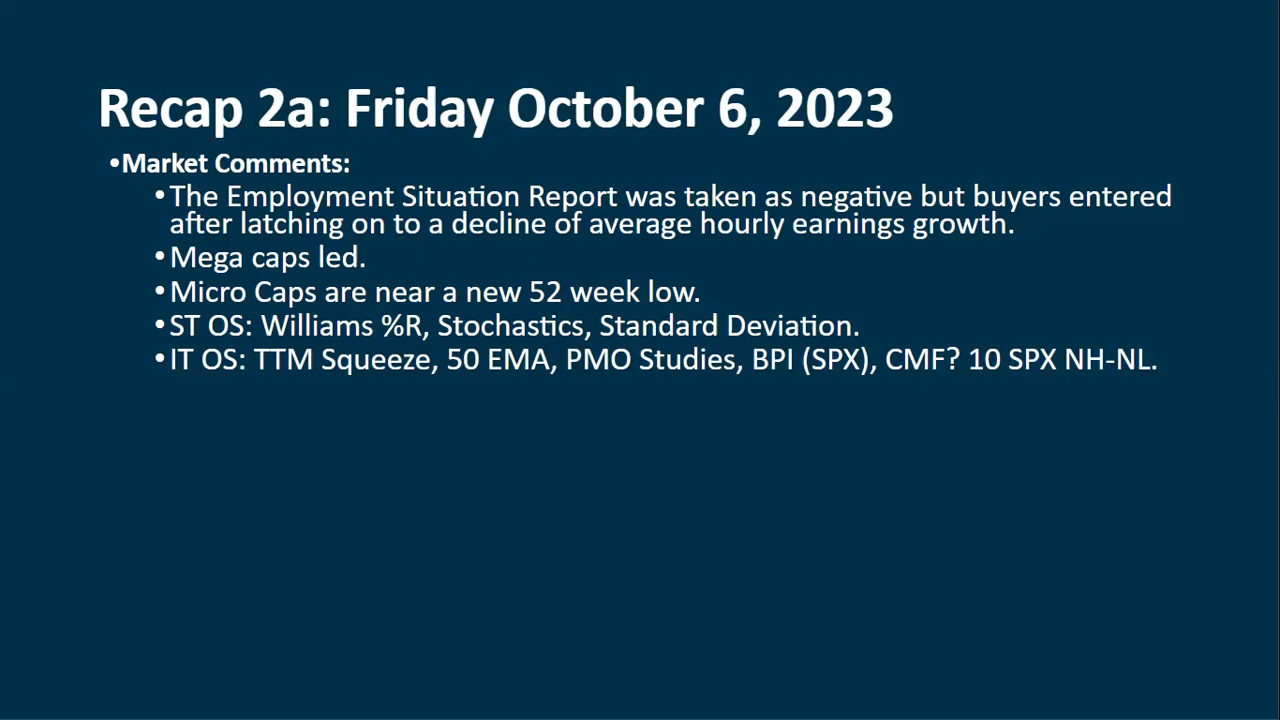 Recap 2a: Friday October 6, 2023
•Market Comments:
•The Employment Situation Report was taken as negative but buyers entered
after latching on to a decline of average hourly earnings growth.
•Mega caps led.
•Micro Caps are near a new 52 week low.
•ST OS: Williams %R, Stochastics, Standard Deviation.
•IT OS: TTM Squeeze, 50 EMA, PMO Studies, BPI (SPX), CMF? 10 SPX NH-NL.